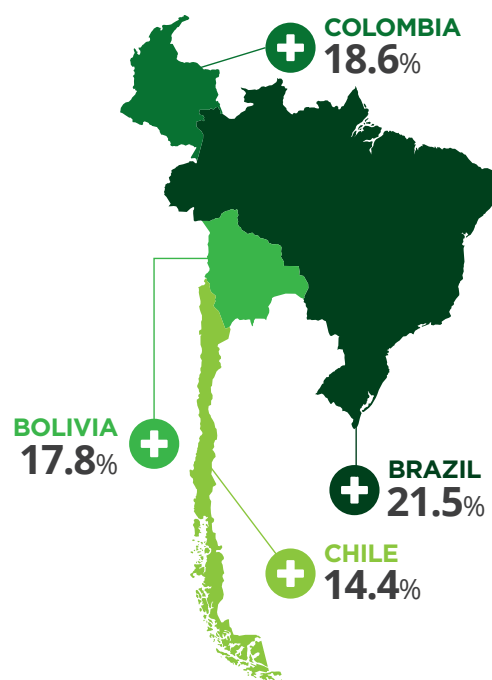 COLOMBIA
18.6%
BOLIVIA
17.8%
BRAZIL
21.5%
CHILE
14.4%